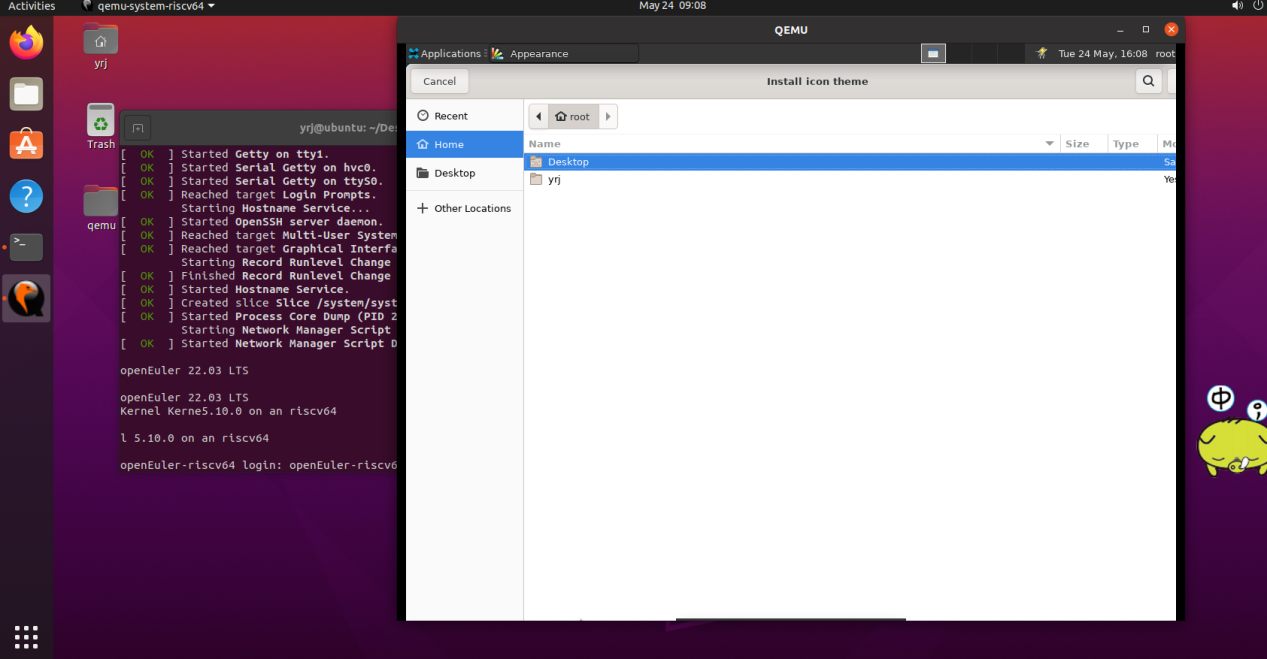 Activities
qemu-system-riscv64
May 24 09:08
yrj
Trash
qemu
yrj@ubuntu: ~/Des
[ OK ] Started Getty on tty1.
[ OK ] Started Serial Getty on hvc0.
[ OK ] Started Serial Getty on ttyS0.
[ OK ] Reached target Login Prompts.
Starting Hostname Service...
[ OK ] Started OpenSSH server daemon.
[ OK ] Reached target Multi-User System
[ OK ] Reached target Graphical Interfa
Starting Record Runlevel Change
[ OK ] Finished Record Runlevel Change
[ OK ] Started Hostname Service.
[ OK ] Created slice Slice /system/syst
[ OK ] Started Process Core Dump (PID 2
Starting Network Manager Script
[ OK ] Started Network Manager Script D
openEuler 22.03 LTS
openEuler 22.03 LTS
Kernel Kerne5.10.0 on an riscv64
l 5.10.0 on an riscv64
openEuler-riscv64 login: openEuler-riscv6
QEMU
Applications
Appearance
Tue 24 May, 16:08
root
Cancel
Install icon theme
Recent
Home
Desktop
Other Locations
root
Name
Size
Type
Mo
Desktop
Sa
yrj
Yes
中